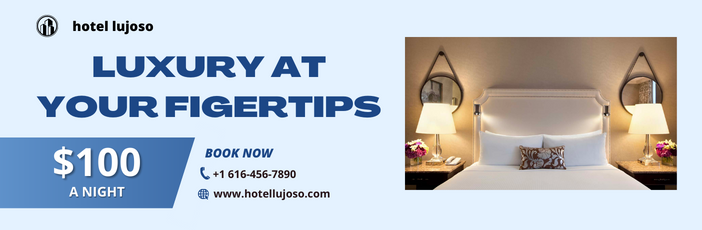 hotel lujoso
LUXURY AT
YOUR FIGERTIPS
$100
A NIGHT
BOOK NOW
+1 616-456-7890
www.hotellujoso.com